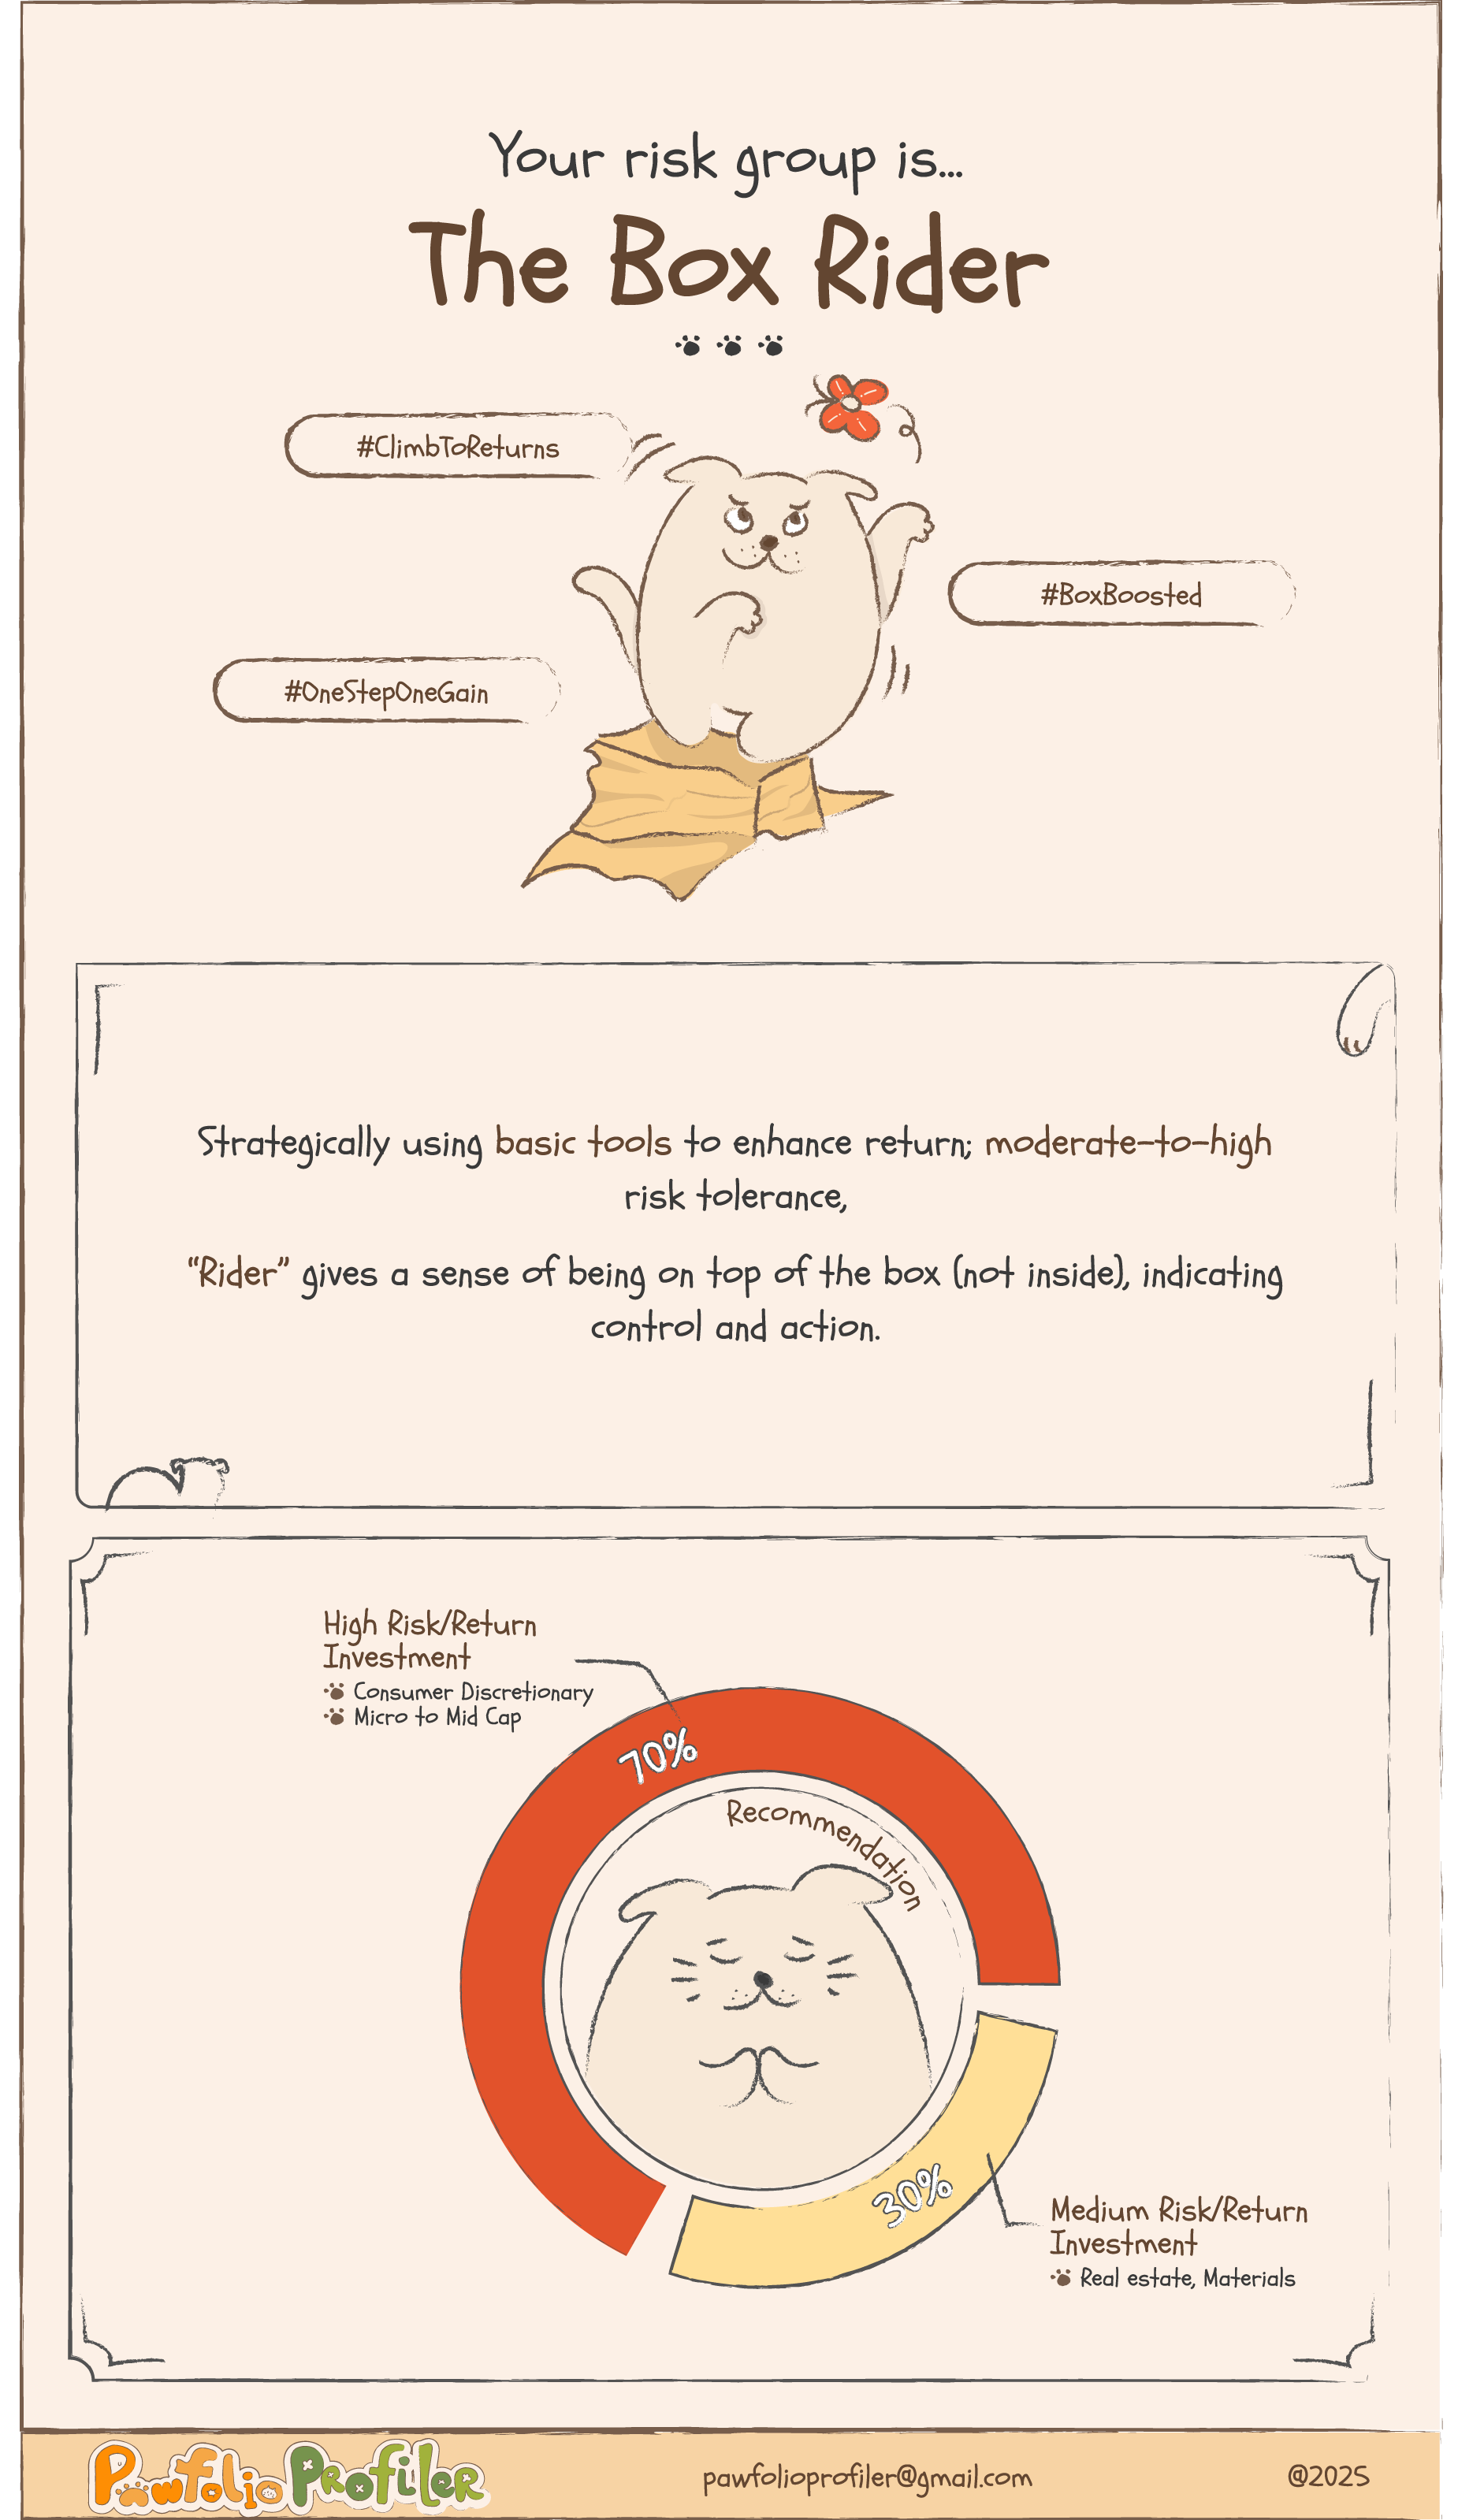 Your risk group is...
The Box Rider
#ClimbToReturns
#BoxBoosted
#OneStepOneGain
Strategically using basic tools to enhance return; moderate-to-high
risk tolerance,
“Rider” gives a sense of being on top of the box (not inside), indicating
control and action.
High Risk/Return
Investment
Consumer Discretionary
Micro to Mid Cap
70%
Recommendation
30%
Medium Risk/Return
Investment
Real estate, Materials
Pawfolio Profiler
pawfolioprofiler@gmail.com
@2025